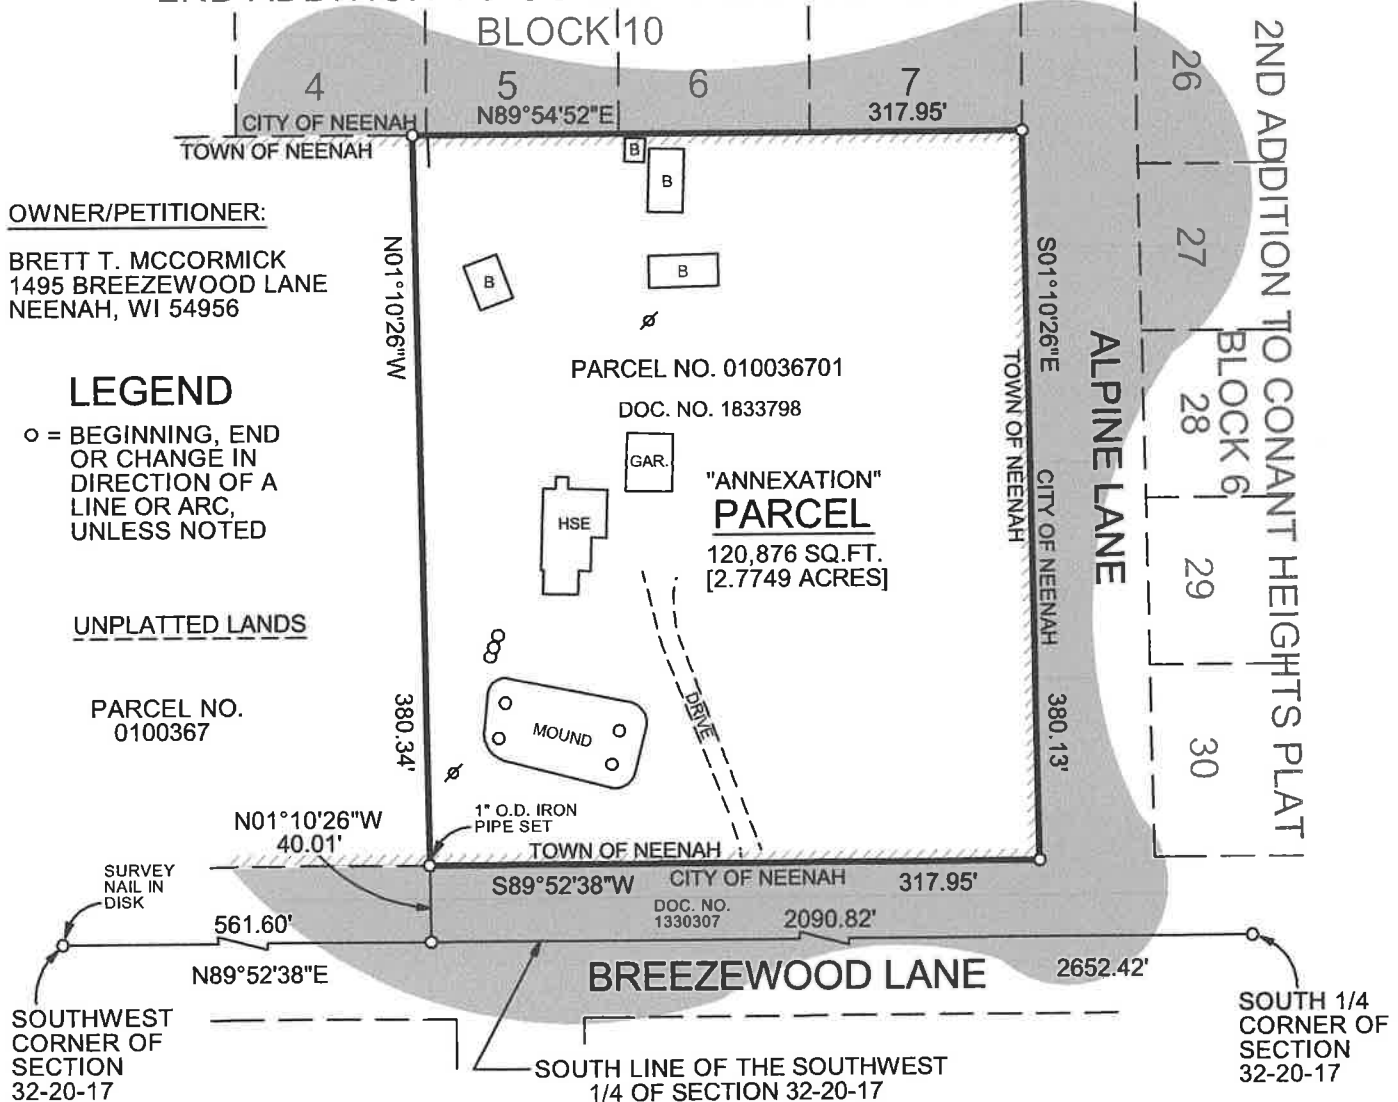 BLOCK 10
4
5
6
7
26
27
28
29
30
2ND ADDITION TO CONANT HEIGHTS PLAT
BLOCK 6
CITY OF NEENAH
TOWN OF NEENAH
N89°54'52"E
317.95'
B
B
B
B
OWNER/PETITIONER:
BRETT T. MCCORMICK
1495 BREEZEWOOD LANE
NEENAH, WI 54956
N01°10'26"W
380.34'
S01°10'26"E
380.13'
TOWN OF NEENAH
CITY OF NEENAH
ALPINE LANE
LEGEND
O = BEGINNING, END
OR CHANGE IN
DIRECTION OF A
LINE OR ARC,
UNLESS NOTED
PARCEL NO. 010036701
DOC. NO. 1833798
GAR.
HSE
"ANNEXATION"
PARCEL
120,876 SQ.FT.
[2.7749 ACRES]
UNPLATTED LANDS
PARCEL NO.
0100367
MOUND
DRIVE
1" O.D. IRON
PIPE SET
N01°10'26"W
40.01'
TOWN OF NEENAH
S89°52'38"W
CITY OF NEENAH
317.95'
SURVEY
NAIL IN
DISK
DOC. NO.
1330307
561.60'
2090.82'
N89°52'38"E
BREEZEWOOD LANE
2652.42'
SOUTHWEST
CORNER OF
SECTION
32-20-17
SOUTH LINE OF THE SOUTHWEST
1/4 OF SECTION 32-20-17
SOUTH 1/4
CORNER OF
SECTION
32-20-17